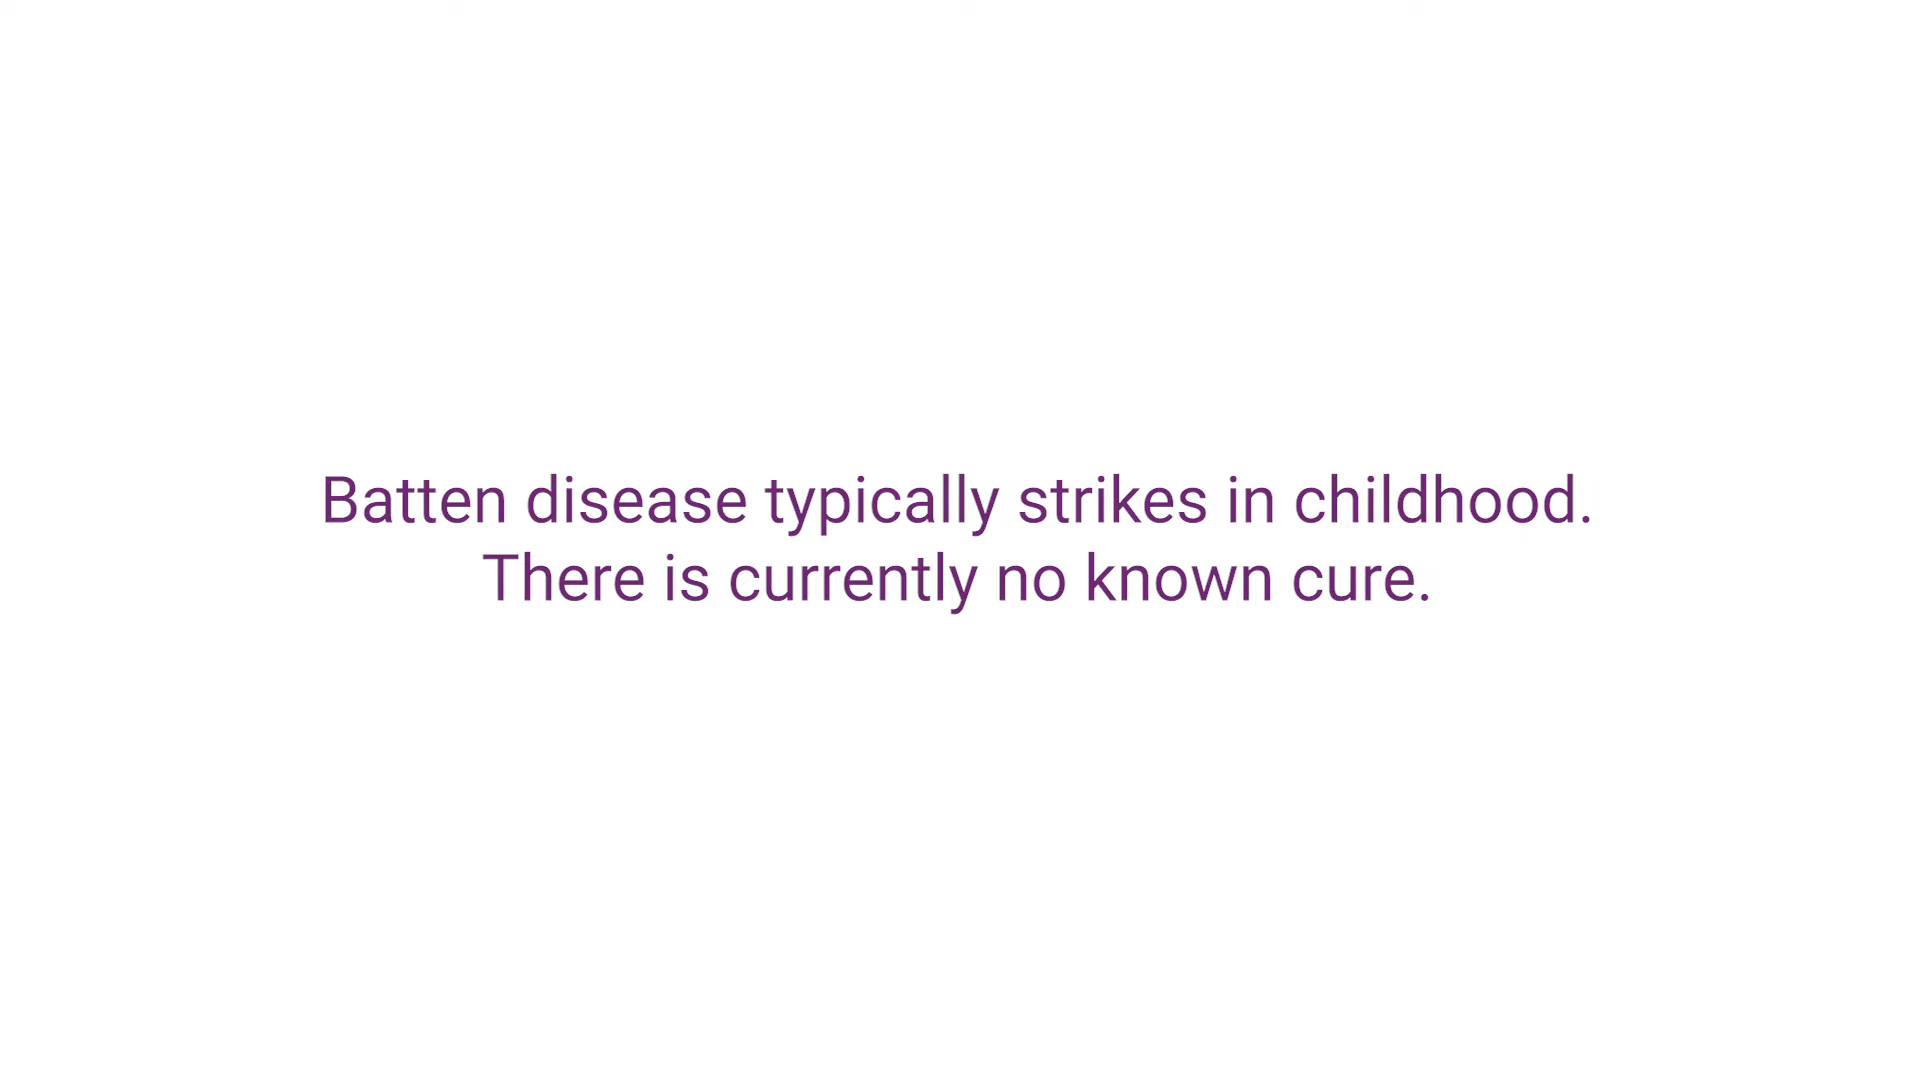 Batten disease typically strikes in childhood.
There is currently no known cure.